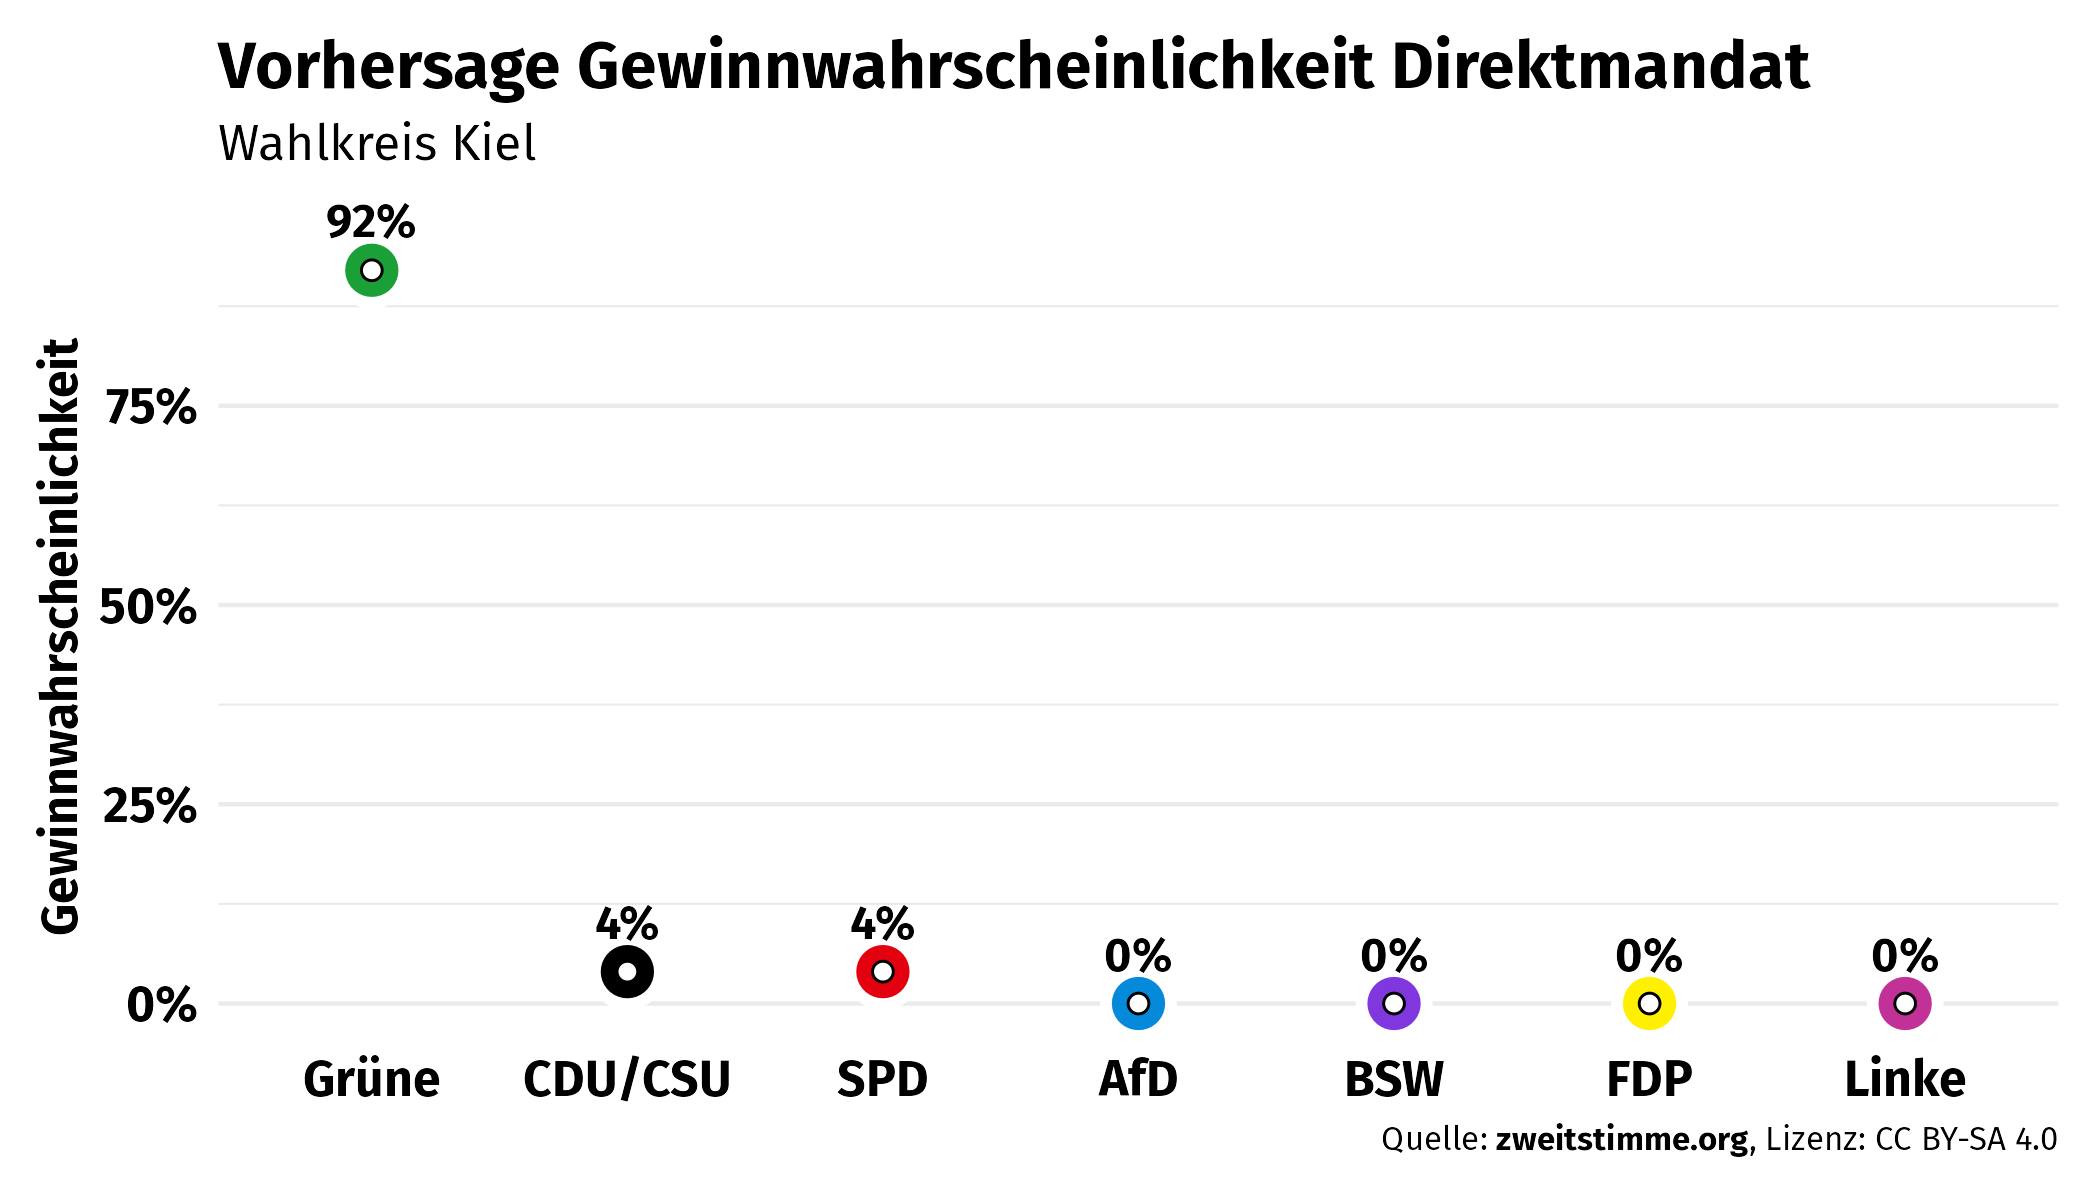 Vorhersage Gewinnwahrscheinlichkeit Direktmandat
Wahlkreis Kiel
Gewinnwahrscheinlichkeit
92%
75%
50%
25%
4% 4%
0% 0% 0% 0%
0%
Grüne CDU/CSU SPD AfD BSW FDP Linke
Quelle: zweitstimme.org, Lizenz: CC BY-SA 4.0